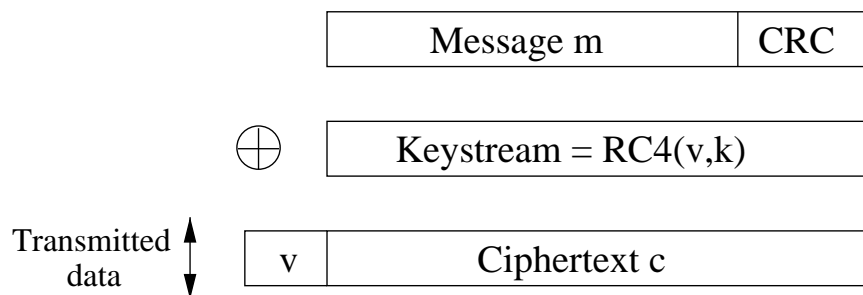 Message m CRC
Keystream = RC4(v,k)
Transmitted
data
v Ciphertext c